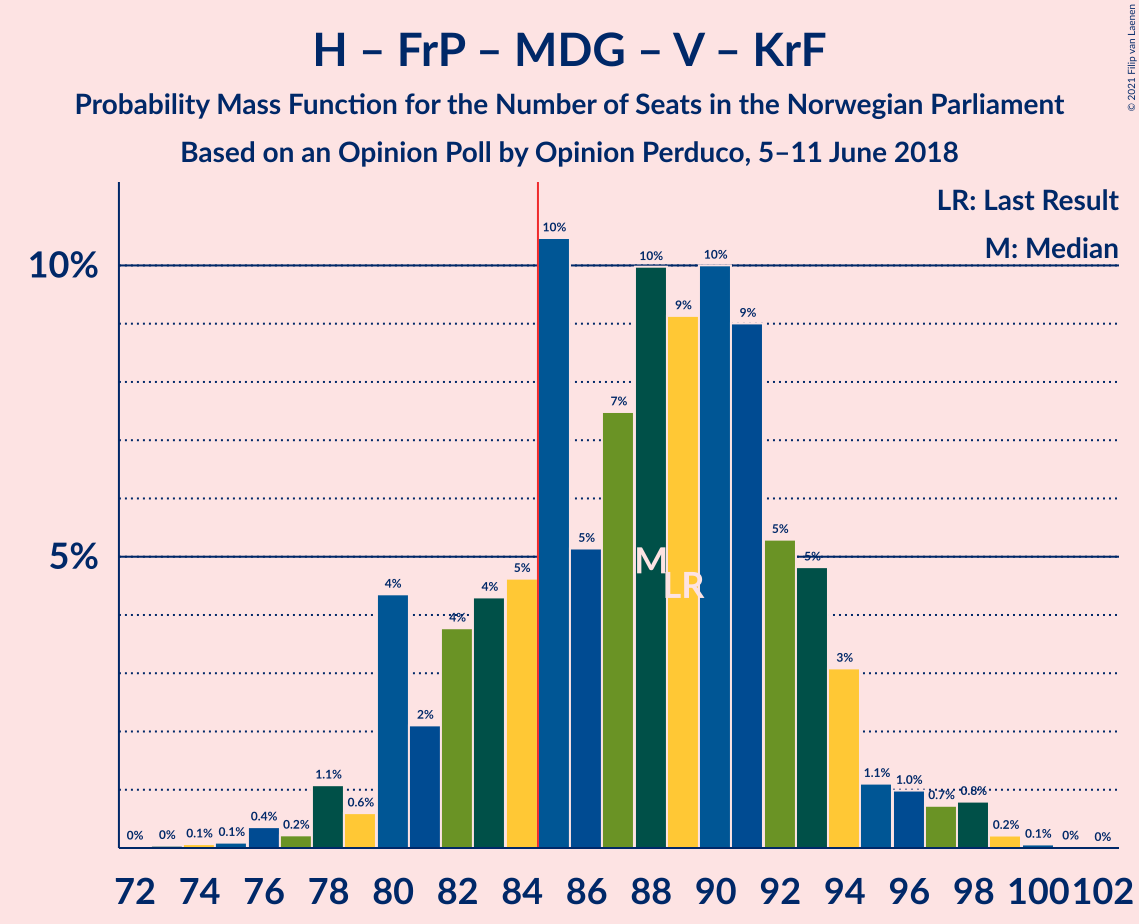 H – FrP – MDG – V – KrF
Probability Mass Function for the Number of Seats in the Norwegian Parliament
Based on an Opinion Poll by Opinion Perduco, 5–11 June 2018
© 2021 Filip van Laenen
LR: Last Result
M: Median
10%
5%
0% 0% 0.1% 0.1% 0.4% 0.2% 1.1% 0.6% 4% 2% 4% 4% 5% 10% 5% 7% 10% 9% 10% 9% 5% 5% 3% 1.1% 1.0% 0.7% 0.8% 0.2% 0.1% 0% 0%
M
LR
72 74 76 78 80 82 84 86 88 90 92 94 96 98 100 102